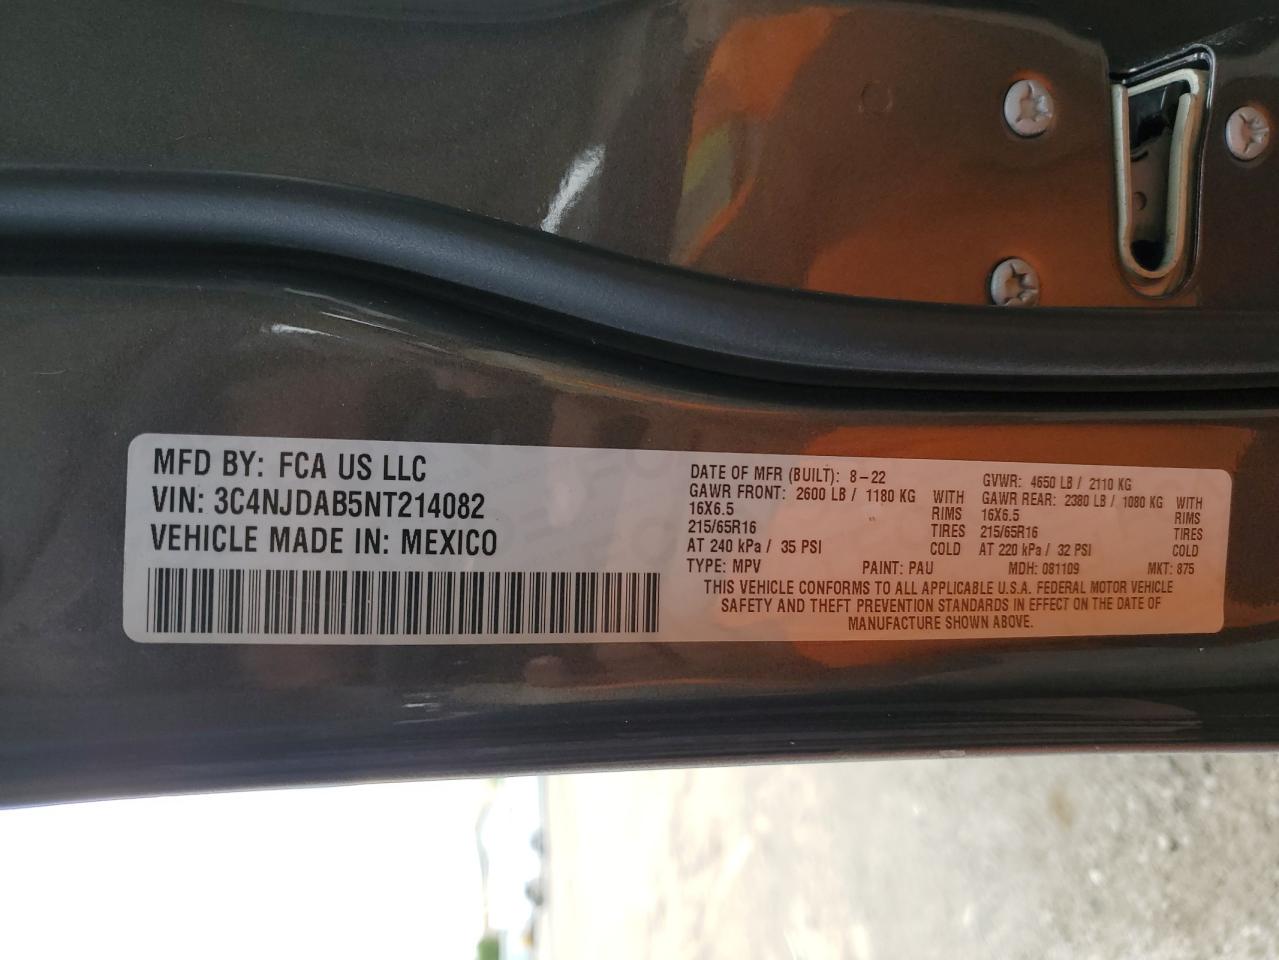 MFD BY: FCA US LLC
VIN: 3C4NJDAB5NT214082
VEHICLE MADE IN: MEXICO
DATE OF MFR (BUILT): 8-22 GVWR: 4650 LB / 2110 KG
GAWR FRONT: 2600 LB / 1180 KG WITH GAWR REAR: 2380 LB / 1080 KG WITH
16X6.5 RIMS 16X6.5 RIMS
215/65R16 TIRES 215/65R16 TIRES
AT 240 kPa / 35 PSI COLD AT 220 kPa / 32 PSI COLD
TYPE: MPV PAINT: PAU MDH: 081109 MKT: 875
THIS VEHICLE CONFORMS TO ALL APPLICABLE U.S.A. FEDERAL MOTOR VEHICLE
SAFETY AND THEFT PREVENTION STANDARDS IN EFFECT ON THE DATE OF
MANUFACTURE SHOWN ABOVE.